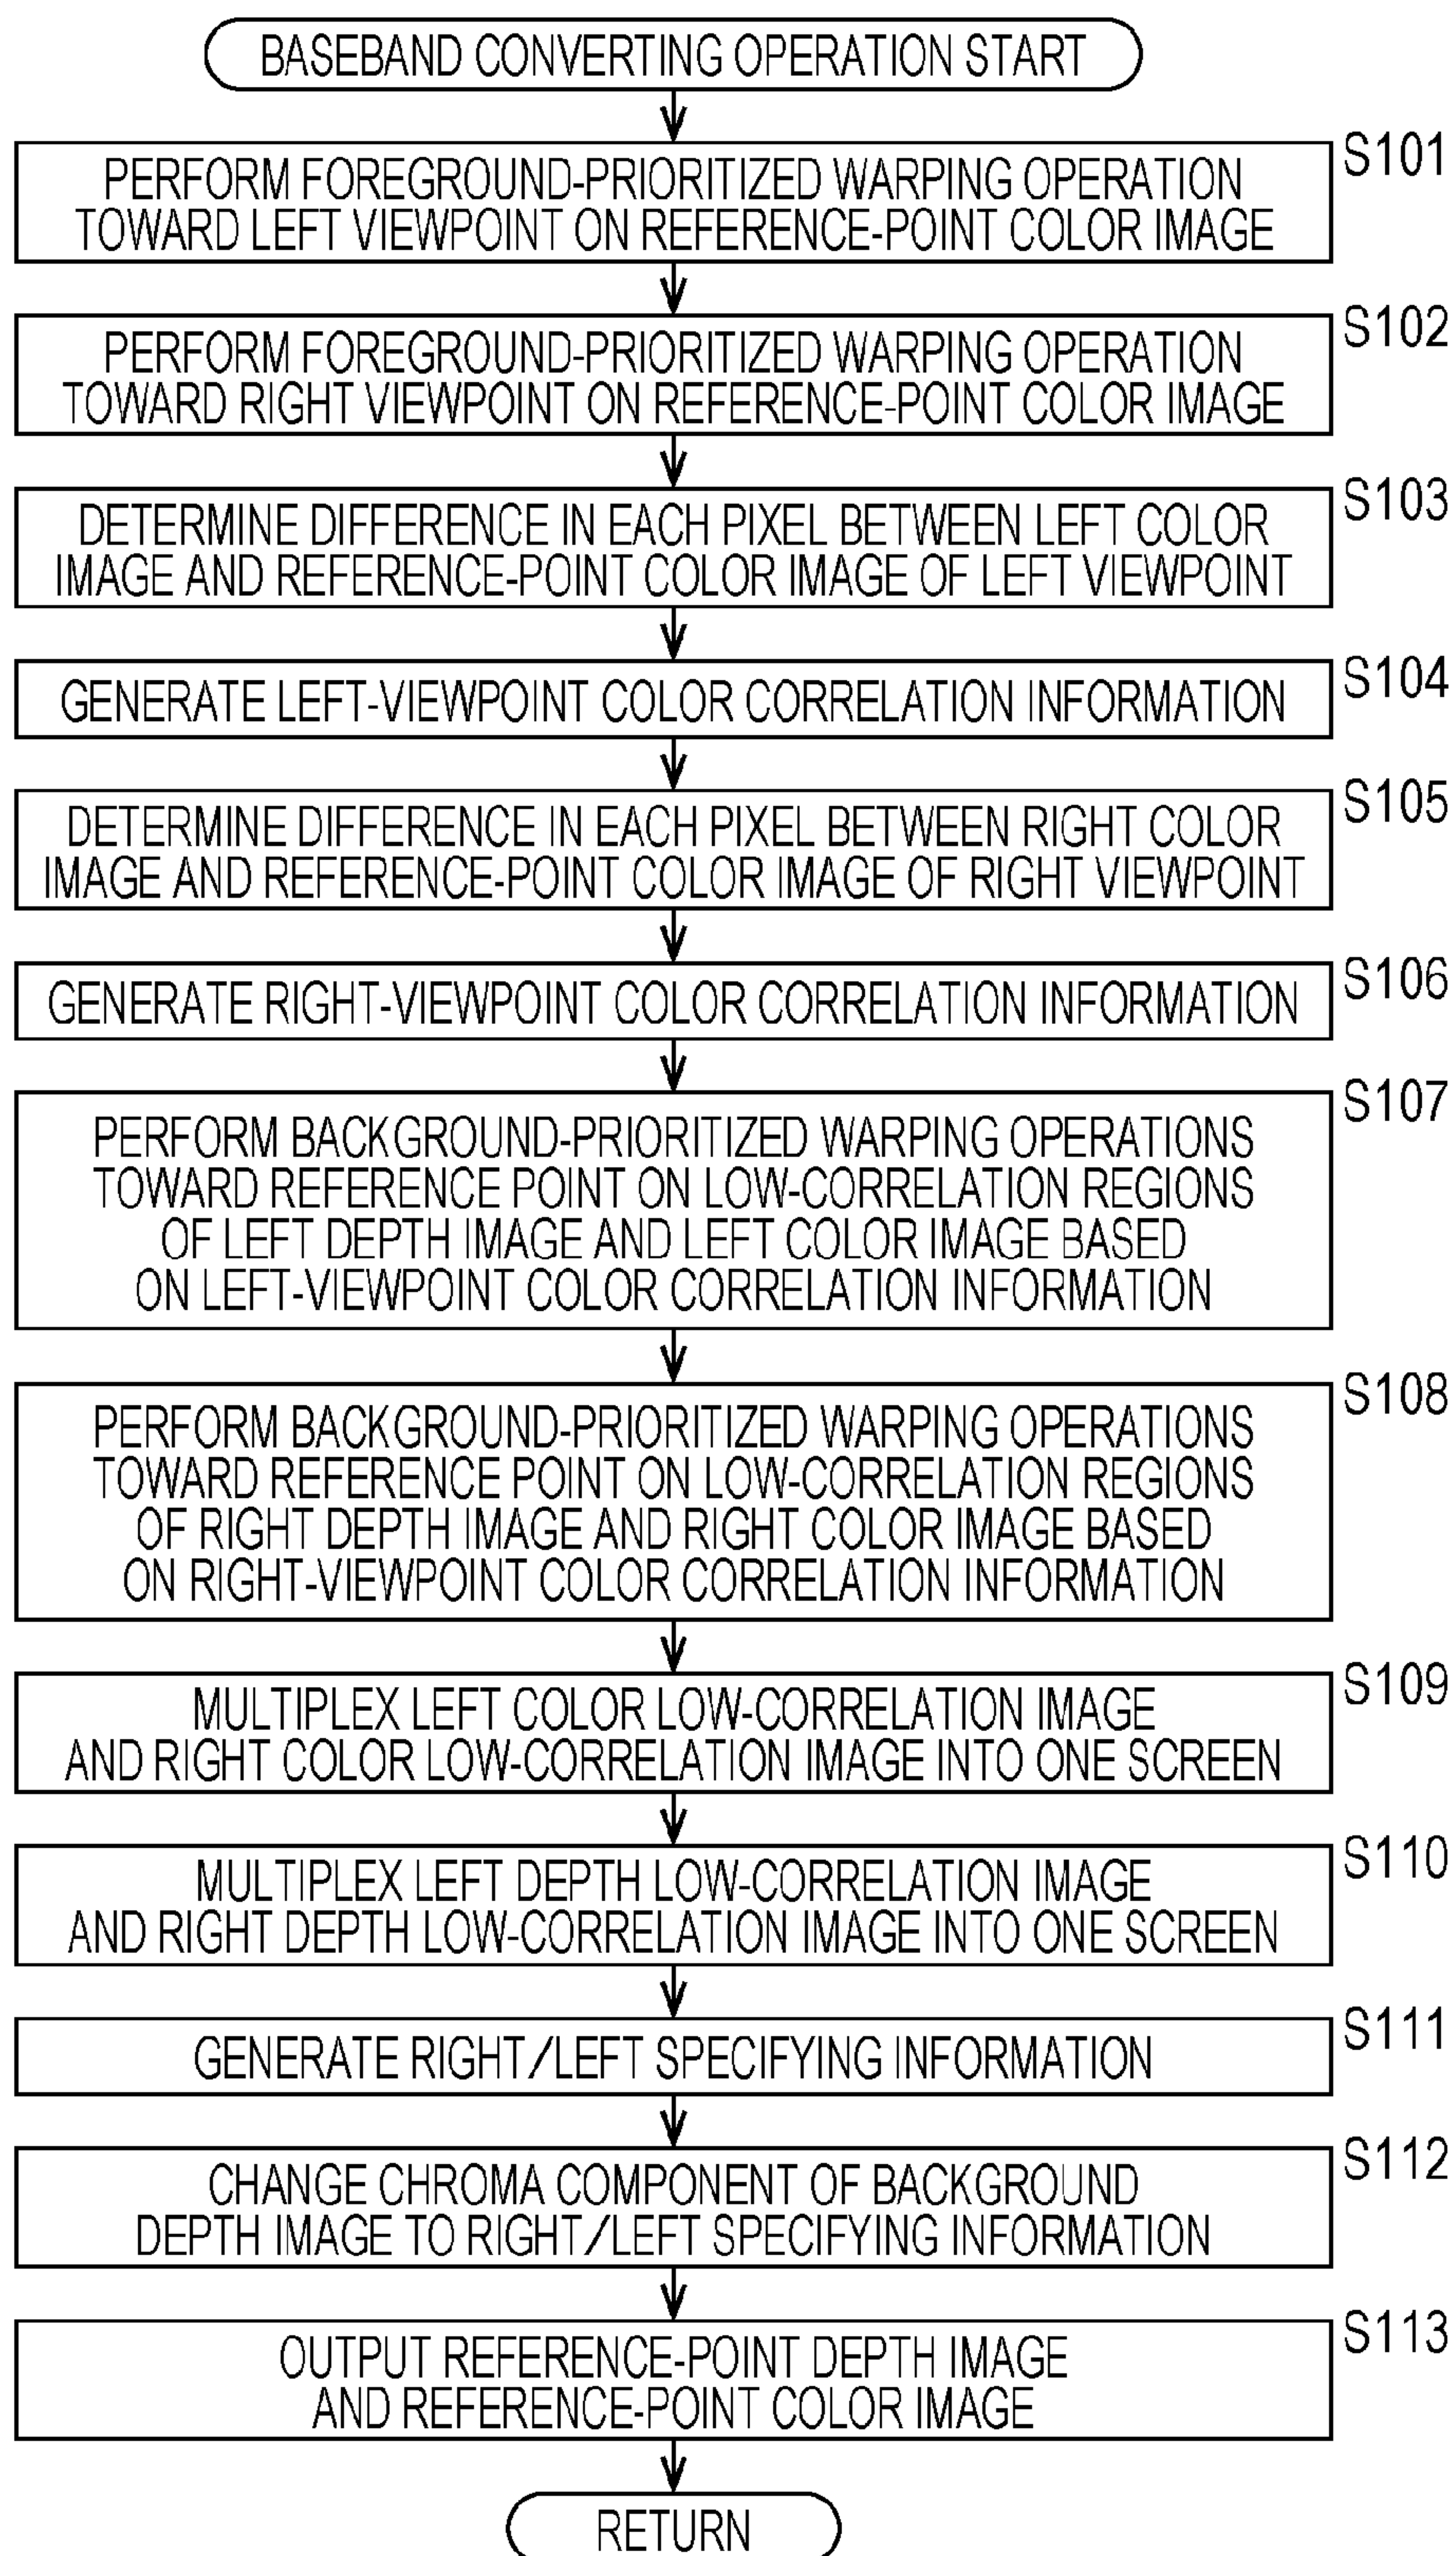 BASEBAND CONVERTING OPERATION START
S101
PERFORM FOREGROUND-PRIORITIZED WARPING OPERATION
TOWARD LEFT VIEWPOINT ON REFERENCE-POINT COLOR IMAGE
S102
PERFORM FOREGROUND-PRIORITIZED WARPING OPERATION
TOWARD RIGHT VIEWPOINT ON REFERENCE-POINT COLOR IMAGE
S103
DETERMINE DIFFERENCE IN EACH PIXEL BETWEEN LEFT COLOR
IMAGE AND REFERENCE-POINT COLOR IMAGE OF LEFT VIEWPOINT
S104
GENERATE LEFT-VIEWPOINT COLOR CORRELATION INFORMATION
S105
DETERMINE DIFFERENCE IN EACH PIXEL BETWEEN RIGHT COLOR
IMAGE AND REFERENCE-POINT COLOR IMAGE OF RIGHT VIEWPOINT
S106
GENERATE RIGHT-VIEWPOINT COLOR CORRELATION INFORMATION
S107
PERFORM BACKGROUND-PRIORITIZED WARPING OPERATIONS
TOWARD REFERENCE POINT ON LOW-CORRELATION REGIONS
OF LEFT DEPTH IMAGE AND LEFT COLOR IMAGE BASED
ON LEFT-VIEWPOINT COLOR CORRELATION INFORMATION
S108
PERFORM BACKGROUND-PRIORITIZED WARPING OPERATIONS
TOWARD REFERENCE POINT ON LOW-CORRELATION REGIONS
OF RIGHT DEPTH IMAGE AND RIGHT COLOR IMAGE BASED
ON RIGHT-VIEWPOINT COLOR CORRELATION INFORMATION
S109
MULTIPLEX LEFT COLOR LOW-CORRELATION IMAGE
AND RIGHT COLOR LOW-CORRELATION IMAGE INTO ONE SCREEN
S110
MULTIPLEX LEFT DEPTH LOW-CORRELATION IMAGE
AND RIGHT DEPTH LOW-CORRELATION IMAGE INTO ONE SCREEN
S111
GENERATE RIGHT/LEFT SPECIFYING INFORMATION
S112
CHANGE CHROMA COMPONENT OF BACKGROUND
DEPTH IMAGE TO RIGHT/LEFT SPECIFYING INFORMATION
S113
OUTPUT REFERENCE-POINT DEPTH IMAGE
AND REFERENCE-POINT COLOR IMAGE
RETURN